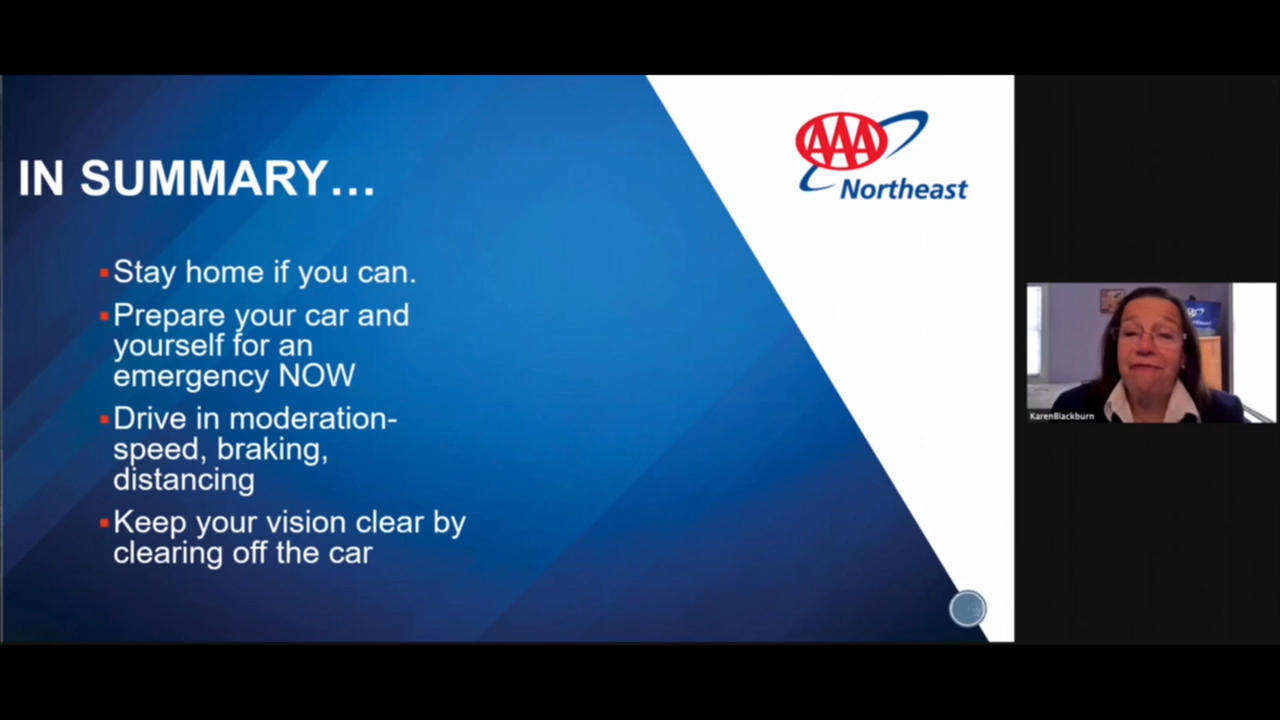 AAA
Northeast
IN SUMMARY...
Stay home if you can.
Prepare your car and
yourself for an
emergency NOW
Drive in moderation-
speed, braking,
distancing
Keep your vision clear by
clearing off the car
KarenBlackburn